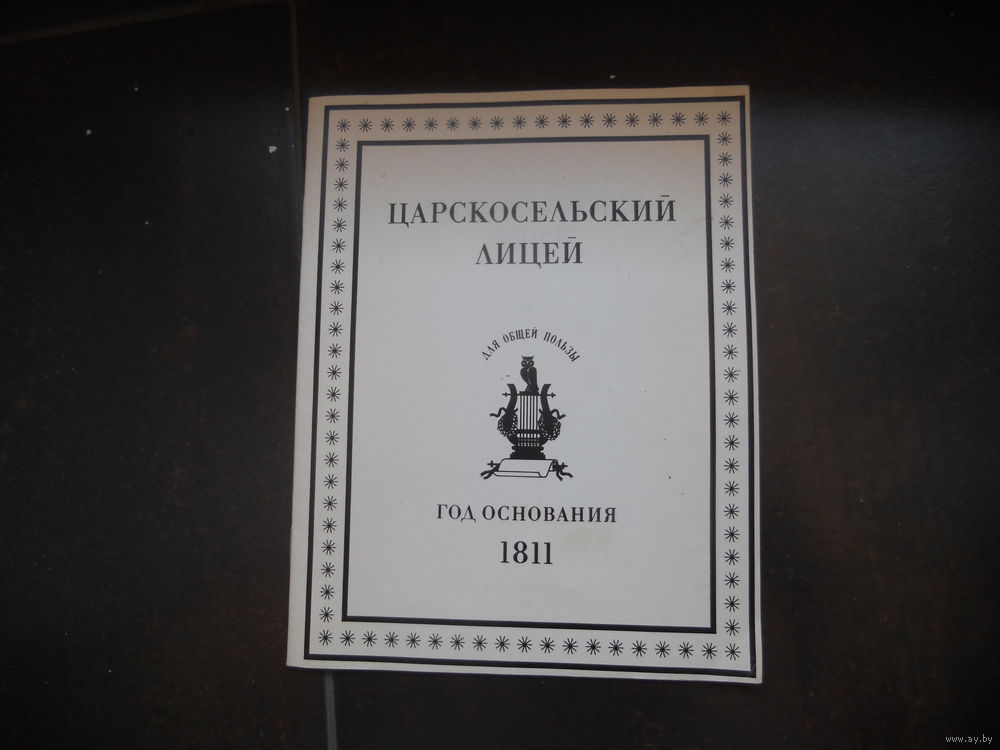 ЦАРСКОСЕЛЬСКИЙ
ЛИЦЕЙ
ДЛЯ ОБЩЕЙ ПОЛЬЗЫ
ГОД ОСНОВАНИЯ
1811
www.ay.by